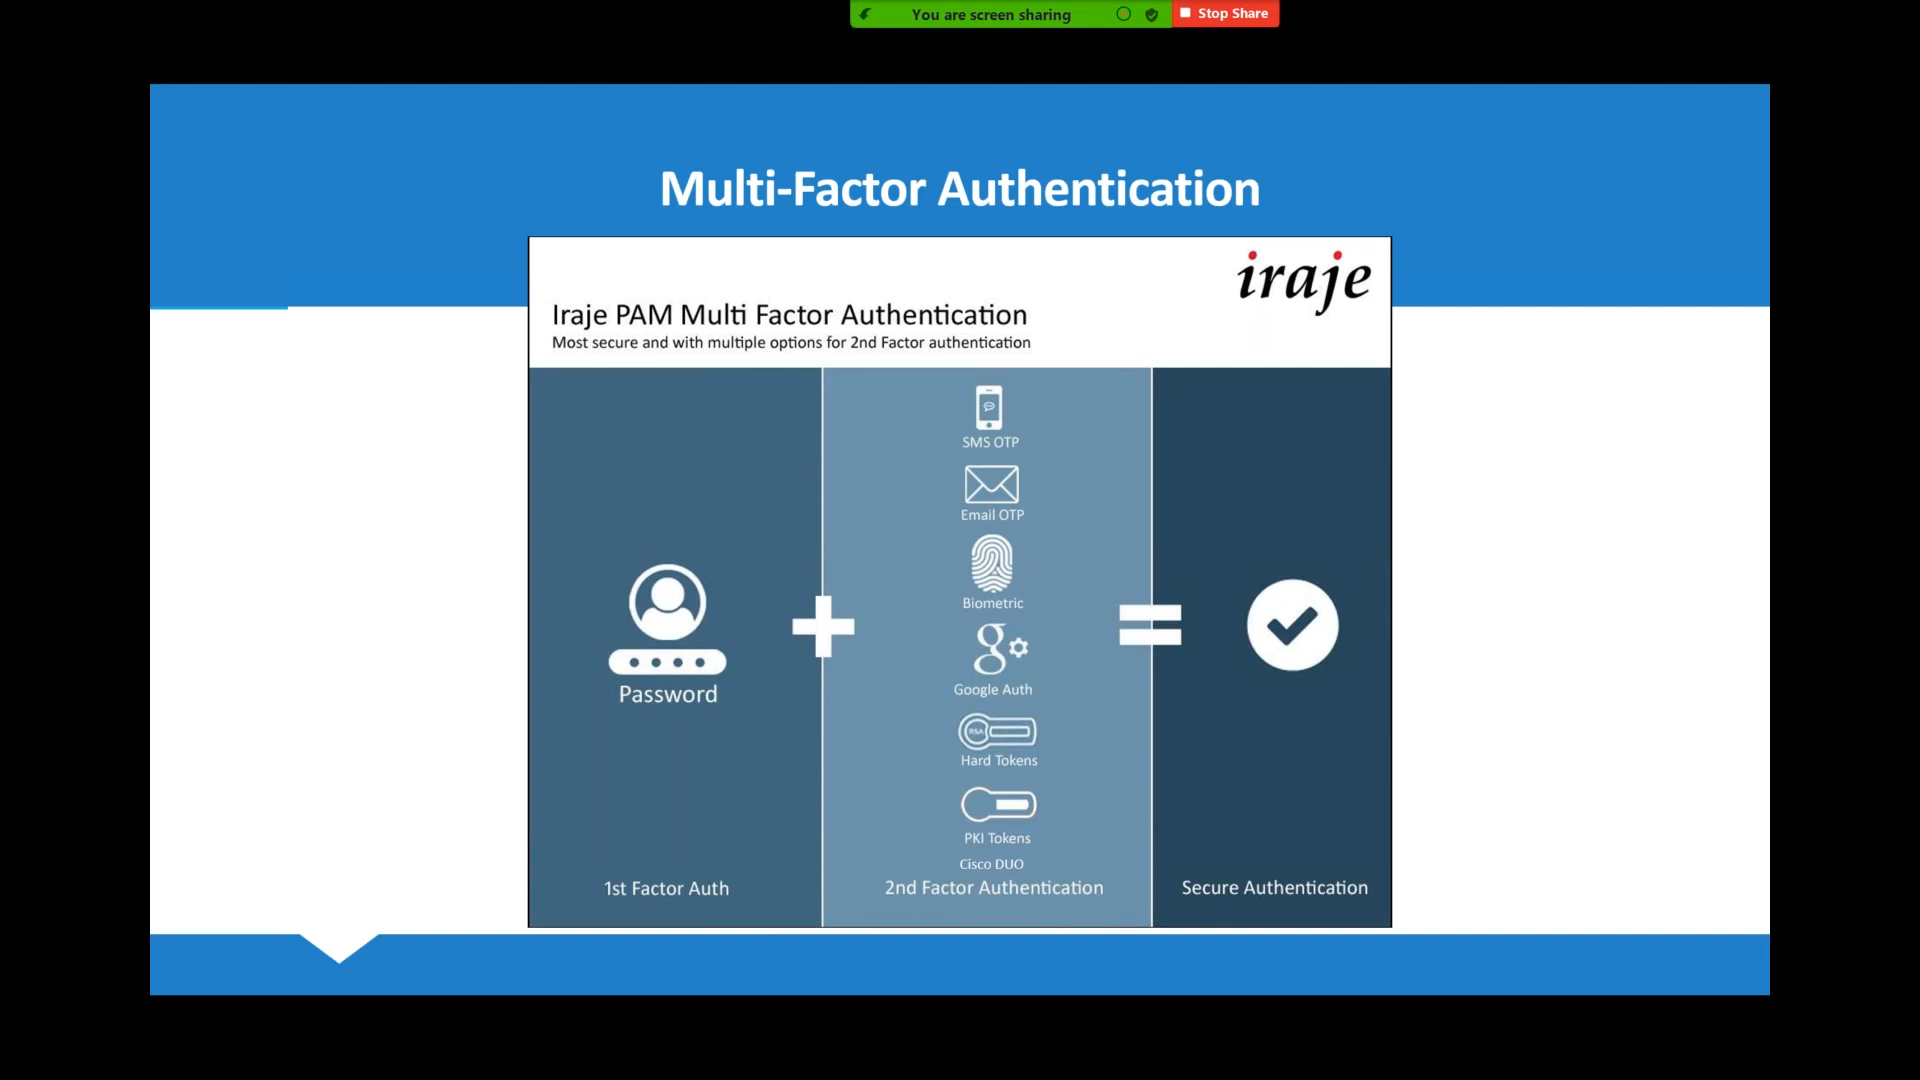 You are screen sharing
Stop Share
Multi-Factor Authentication
iraje
Iraje PAM Multi Factor Authentication
Most secure and with multiple options for 2nd Factor authentication
SMS OTP
Email OTP
Biometric
Google Auth
RSA
Hard Tokens
PKI Tokens
Cisco DUO
Password
1st Factor Auth
2nd Factor Authentication
Secure Authentication